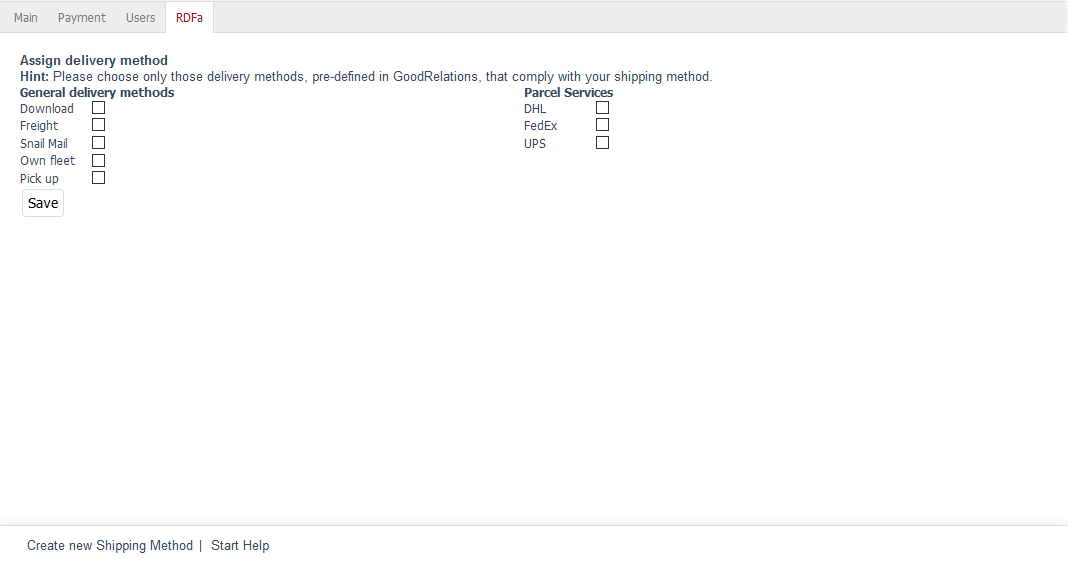 Main Payment Users RDFa
Assign delivery method
Hint: Please choose only those delivery methods, pre-defined in GoodRelations, that comply with your shipping method.
General delivery methods
Download
Freight
Snail Mail
Own fleet
Pick up
Parcel Services
DHL
FedEx
UPS
Save
Create new Shipping Method | Start Help